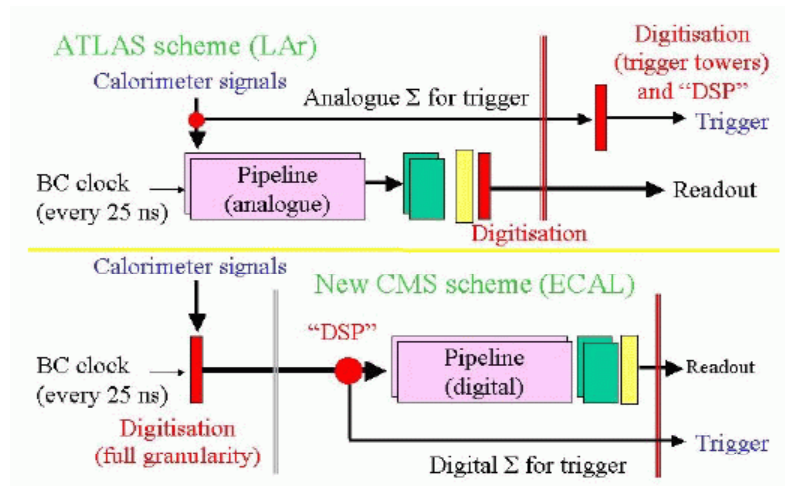 ATLAS scheme (LAr)
Digitisation
(trigger towers)
and “DSP”
Calorimeter signals
Analogue Σ for trigger
Trigger
BC clock
(every 25 ns)
Pipeline
(analogue)
Readout
Digitisation
Calorimeter signals
New CMS scheme (ECAL)
“DSP”
BC clock
(every 25 ns)
Pipeline
(digital)
Readout
Digitisation
(full granularity)
Trigger
Digital Σ for trigger